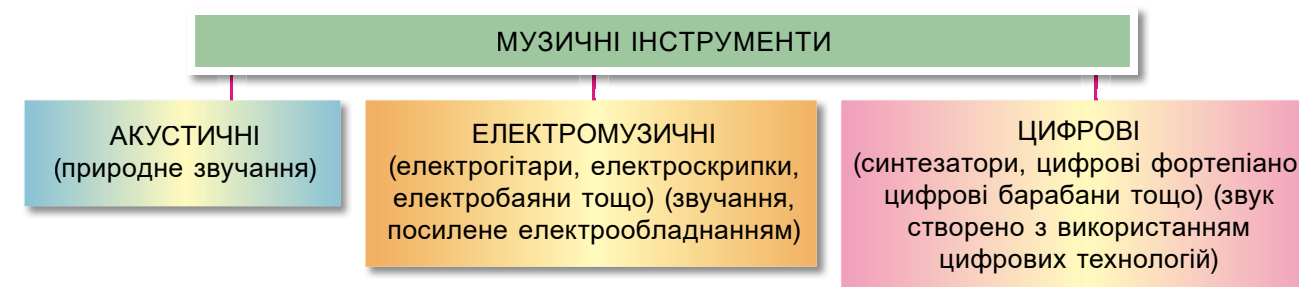 МУЗИЧНІ ІНСТРУМЕНТИ
АКУСТИЧНІ
(природне звучання)
ЕЛЕКТРОМУЗИЧНІ
(електрогітари, електроскрипки,
електробаяни тощо) (звучання,
посилене електрообладнанням)
ЦИФРОВІ
(синтезатори, цифрові фортепіано
цифрові барабани тощо) (звук
створено з використанням
цифрових технологій)